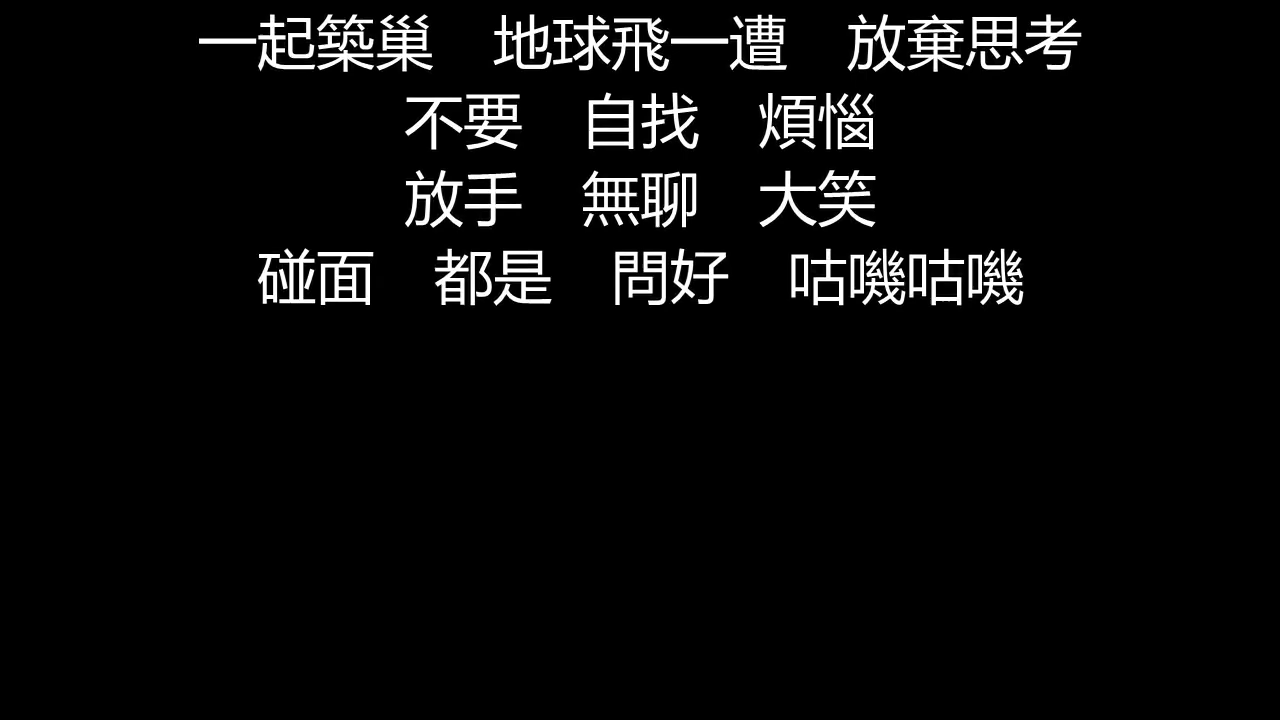 一起築巢　地球飛一遭　放棄思考
不要　自找　煩惱
放手　無聊　大笑
碰面　都是　問好　咕嘰咕嘰